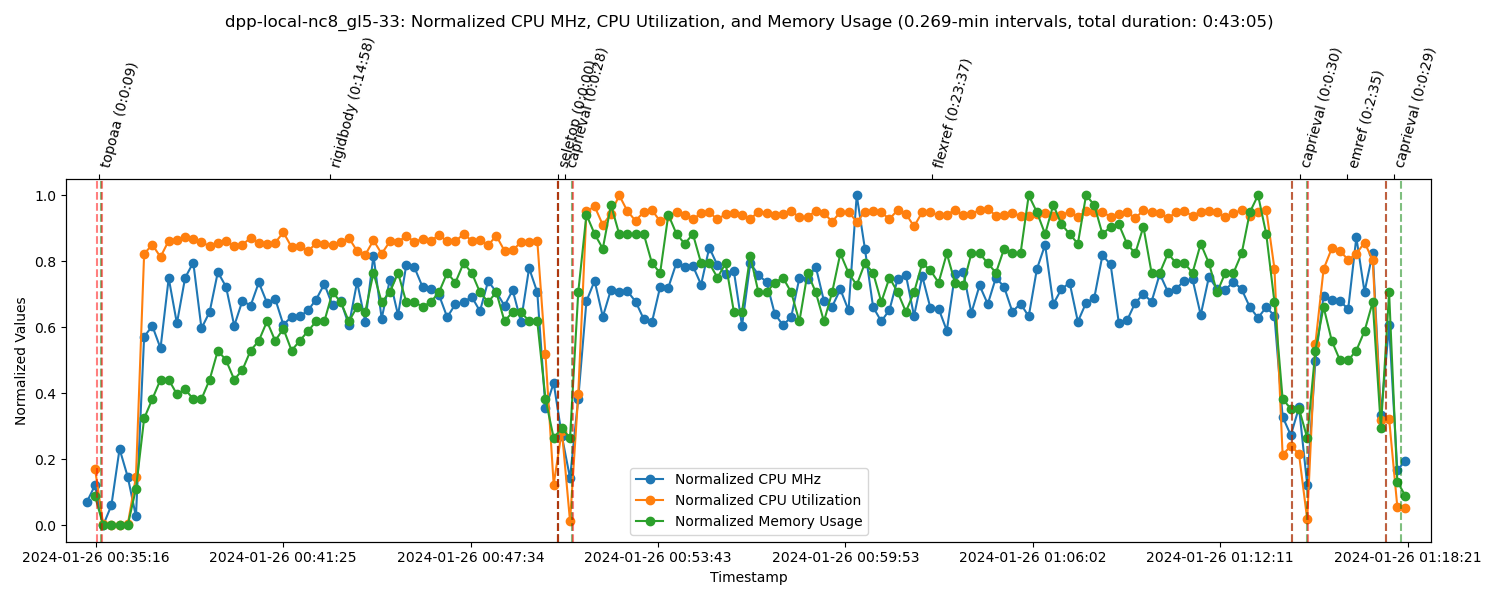 dpp-local-nc8_gl5-33: Normalized CPU MHz, CPU Utilization, and Memory Usage (0.269-min intervals, total duration: 0:43:05)
topoaa (0:0:09)
rigidbody (0:14:58)
seletop (0:0:00)
caprieval (0:0:28)
flexref (0:23:37)
caprieval (0:0:30)
emref (0:2:35)
caprieval (0:0:29)
Normalized Values
1.0
0.8
0.6
0.4
0.2
0.0
Normalized CPU MHz
Normalized CPU Utilization
Normalized Memory Usage
2024-01-26 00:35:16
2024-01-26 00:41:25
2024-01-26 00:47:34
2024-01-26 00:53:43
2024-01-26 00:59:53
2024-01-26 01:06:02
2024-01-26 01:12:11
2024-01-26 01:18:21
Timestamp